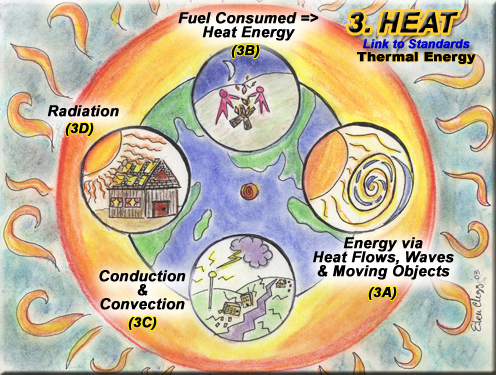 Fuel Consumed =>
Heat Energy
(3B)
3. HEAT
Link to Standards
Thermal Energy
Radiation
(3D)
Energy via
Heat Flows, Waves
& Moving Objects
(3A)
Conduction
&
Convection
(3C)
Ellen Clegg .03